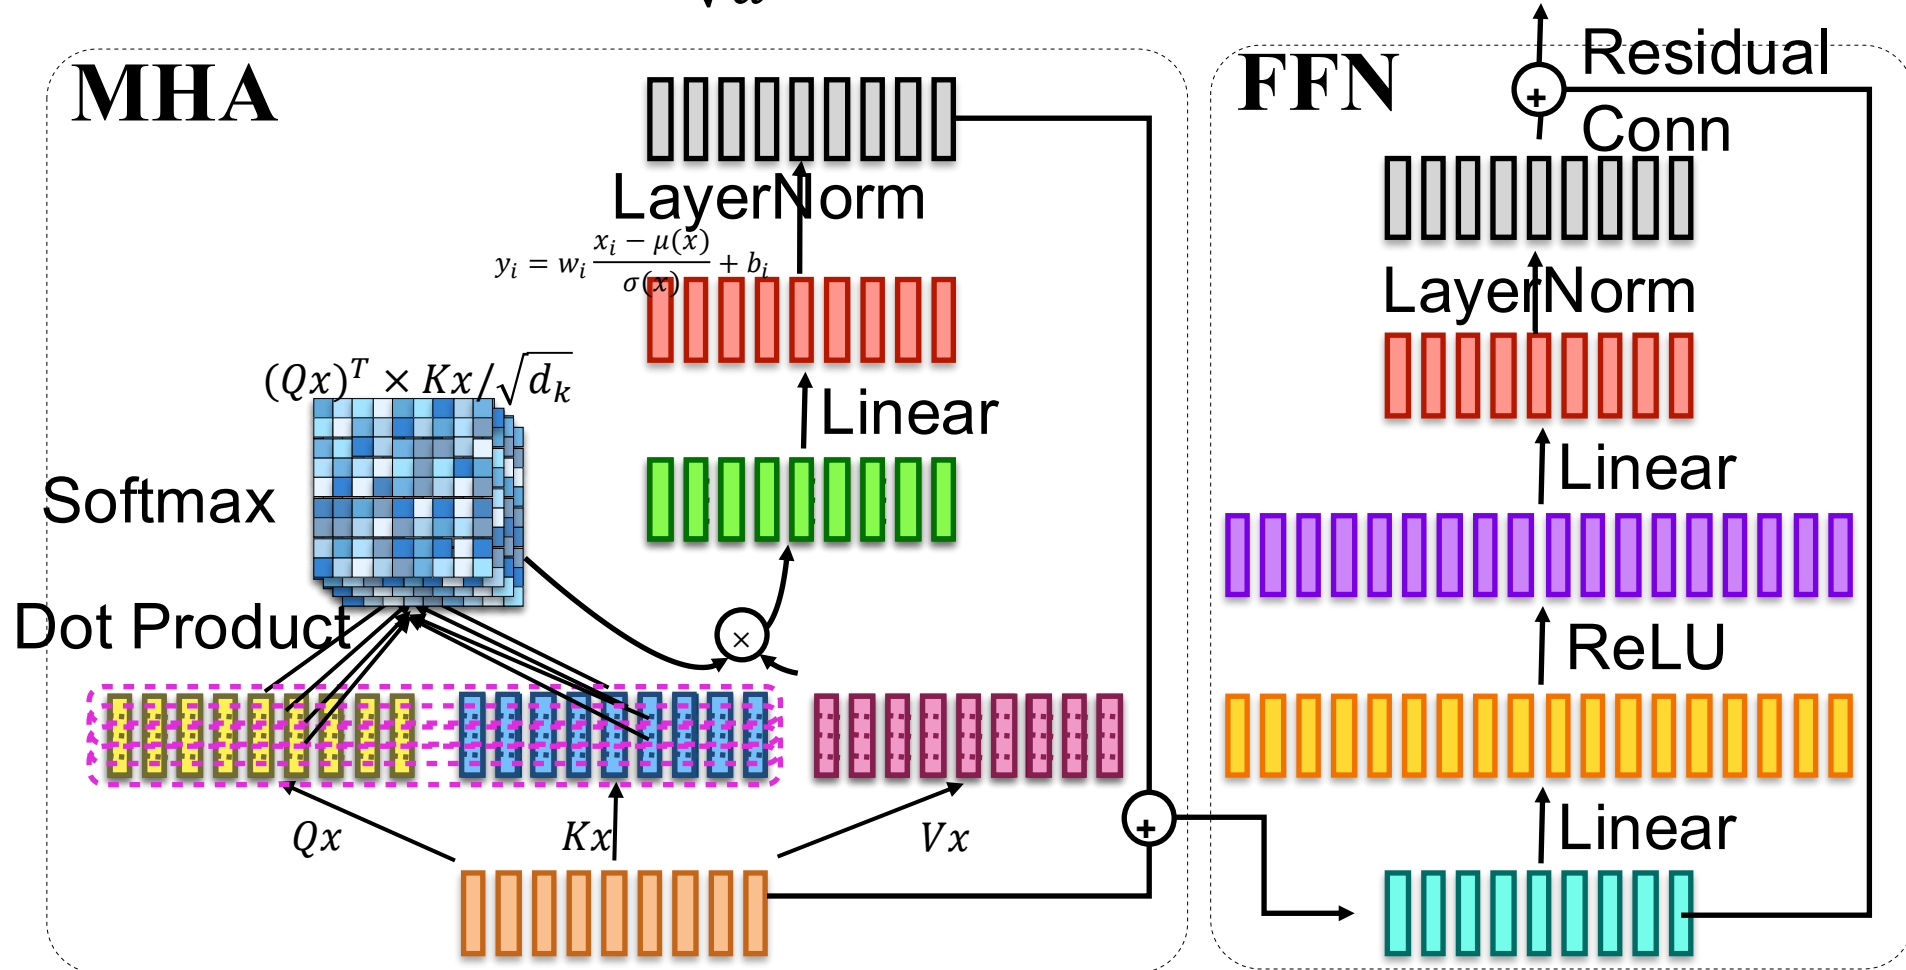 MHA
LayerNorm
y_i = w_i \frac{x_i - μ(x)}{σ(x)} + b_i
(Qx)^T × Kx/√d_k
Linear
Softmax
Dot Product
×
Qx
Kx
Vx
+
FFN
+
Residual
Conn
LayerNorm
Linear
ReLU
Linear